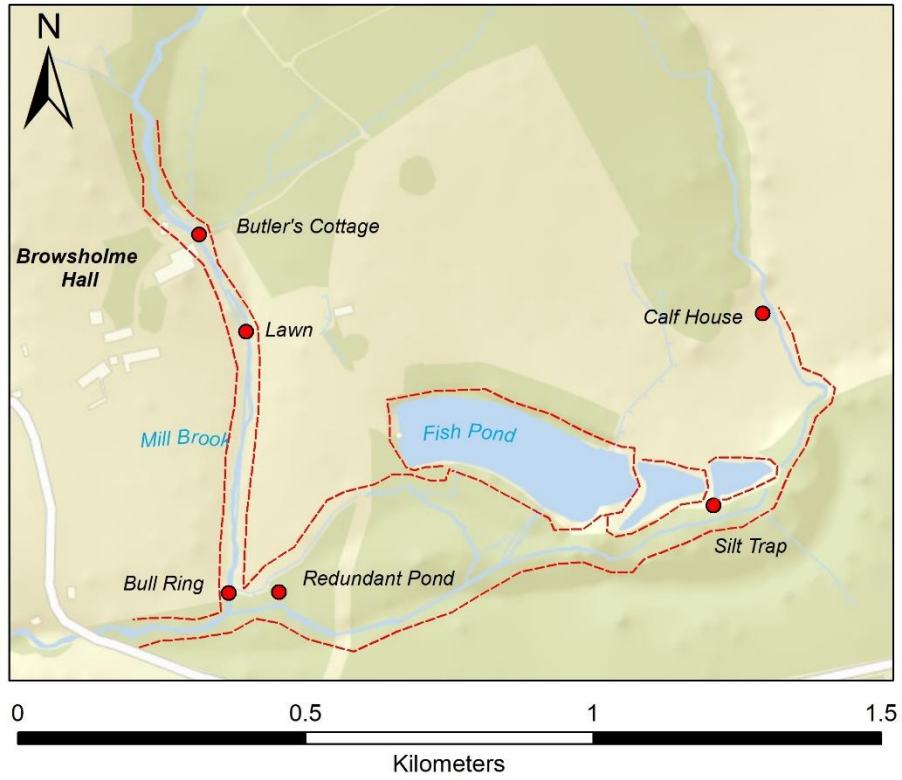 N
Butler's Cottage
Browsholme
Hall
Calf House
Lawn
Mill Brook
Fish Pond
Silt Trap
Bull Ring
Redundant Pond
0
0.5
1
1.5
Kilometers